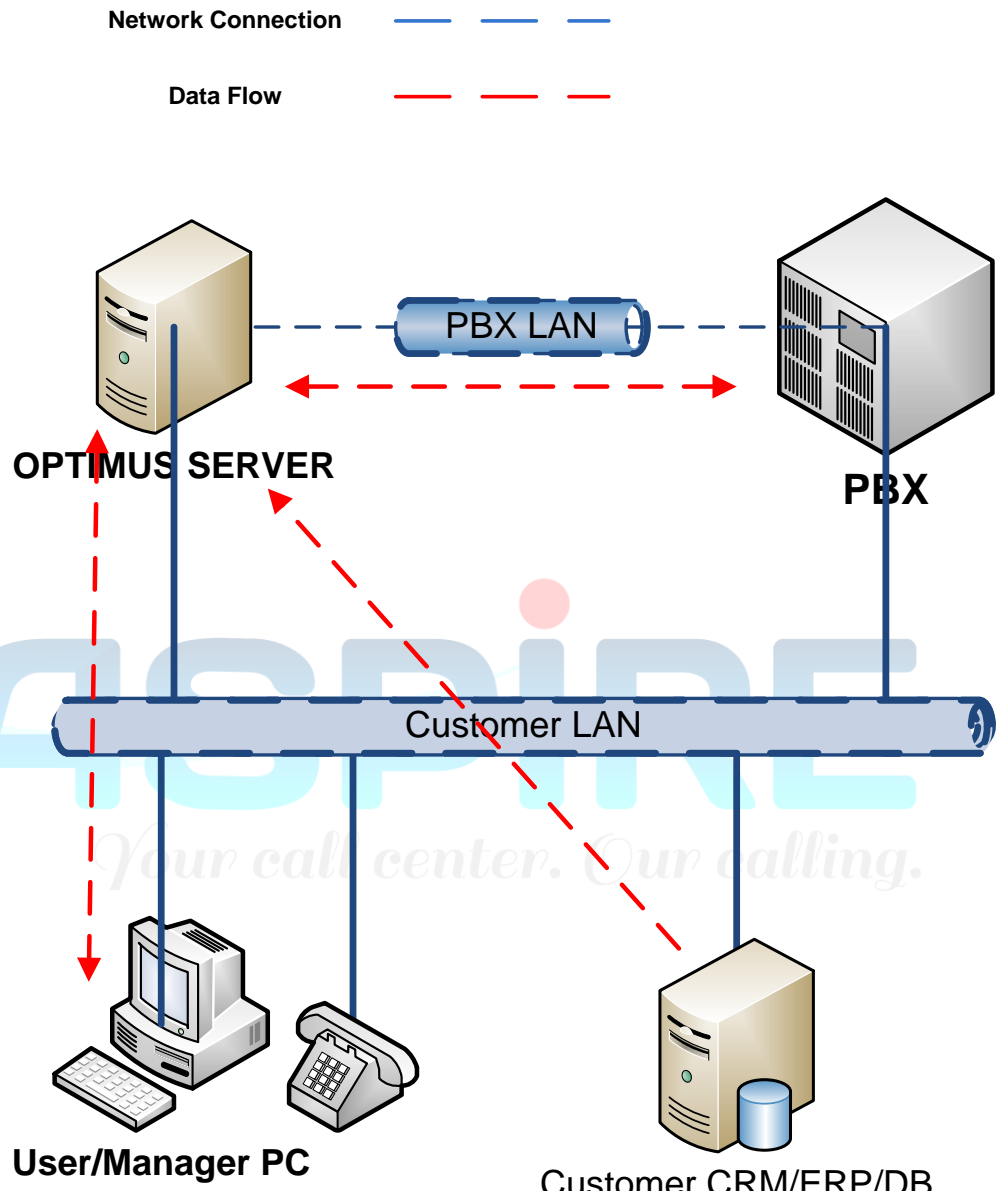 Network Connection
Data Flow
PBX LAN
OPTIMUS SERVER
PBX
ASPiRE
Customer LAN
Your call center. Our calling.
User/Manager PC
Customer CRM/ERP/DB